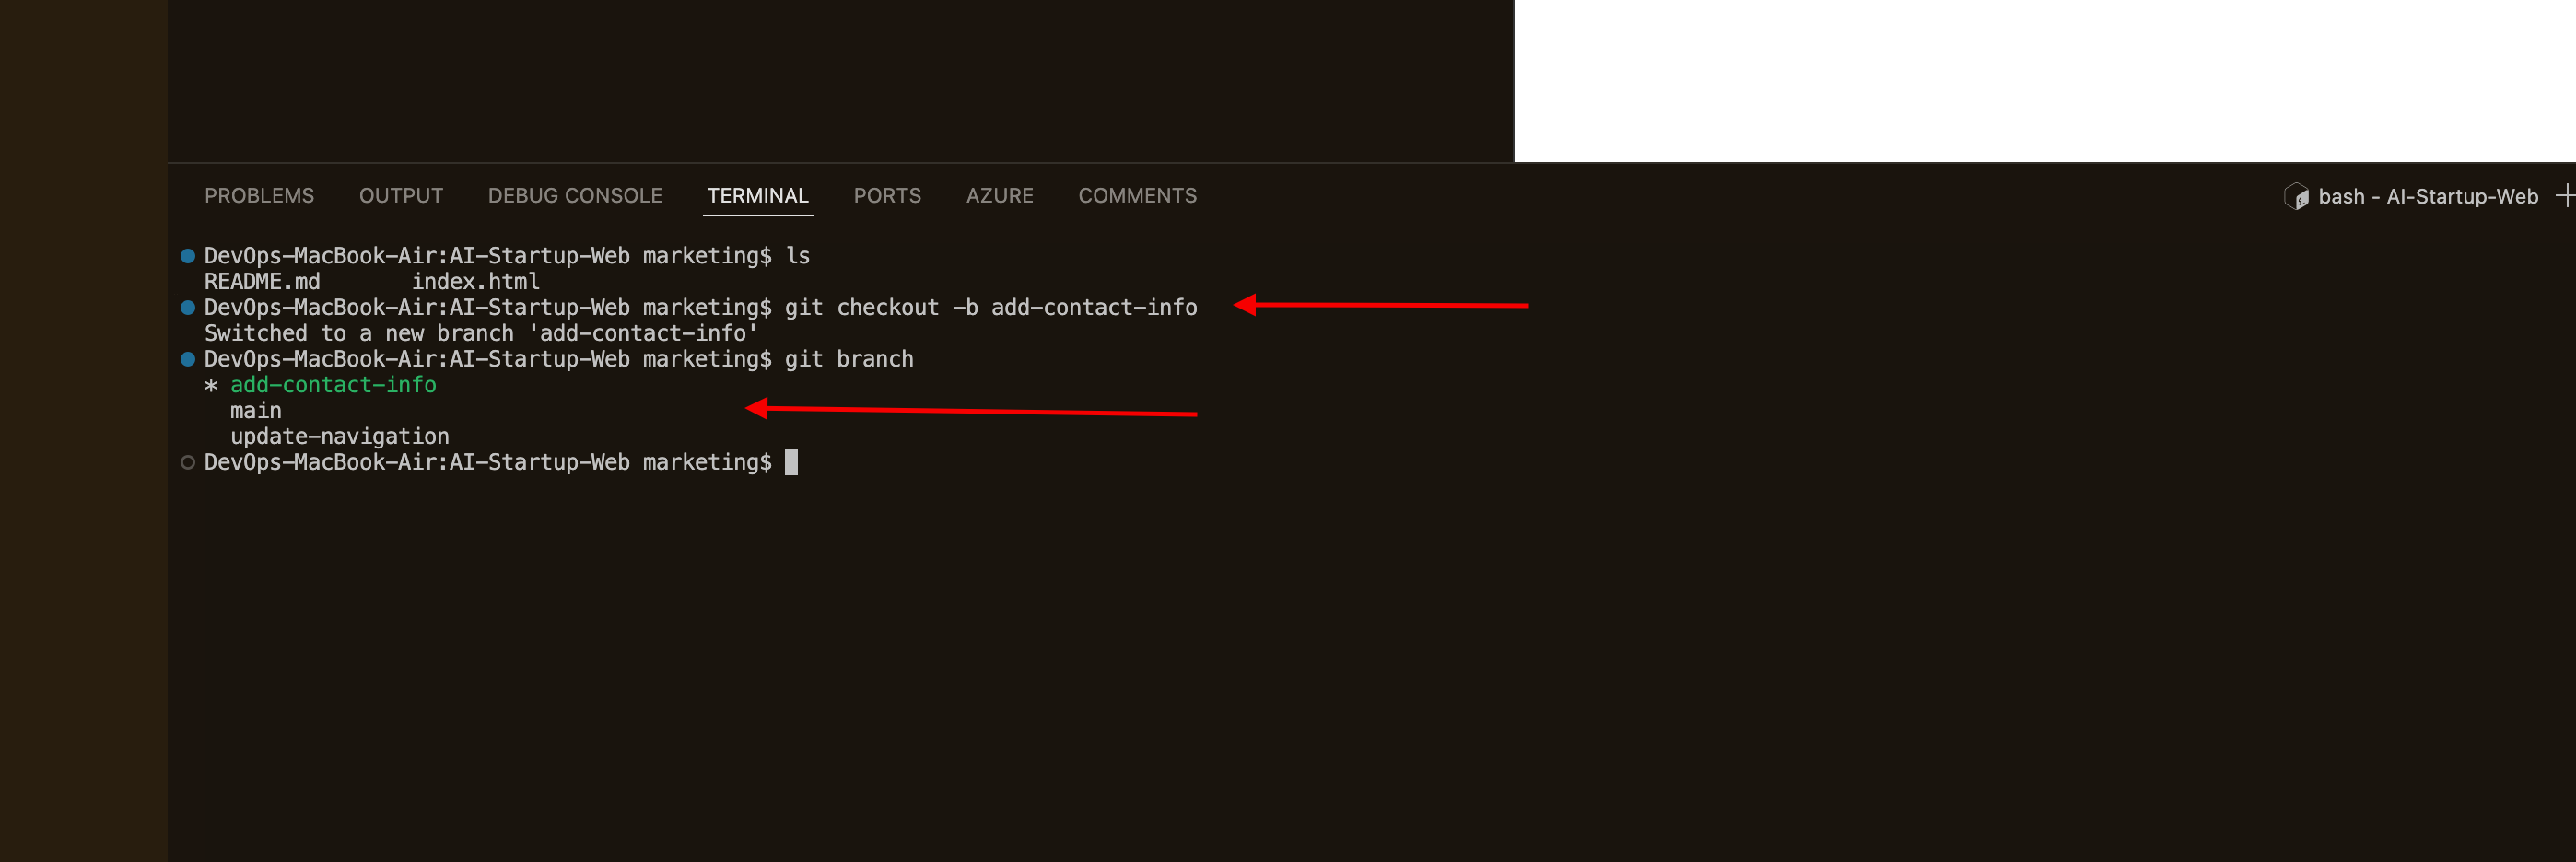 PROBLEMS OUTPUT DEBUG CONSOLE TERMINAL PORTS AZURE COMMENTS bash - AI-Startup-Web
DevOps-MacBook-Air:AI-Startup-Web marketing$ ls
README.md index.html
DevOps-MacBook-Air:AI-Startup-Web marketing$ git checkout -b add-contact-info
Switched to a new branch 'add-contact-info'
DevOps-MacBook-Air:AI-Startup-Web marketing$ git branch
* add-contact-info
main
update-navigation
DevOps-MacBook-Air:AI-Startup-Web marketing$